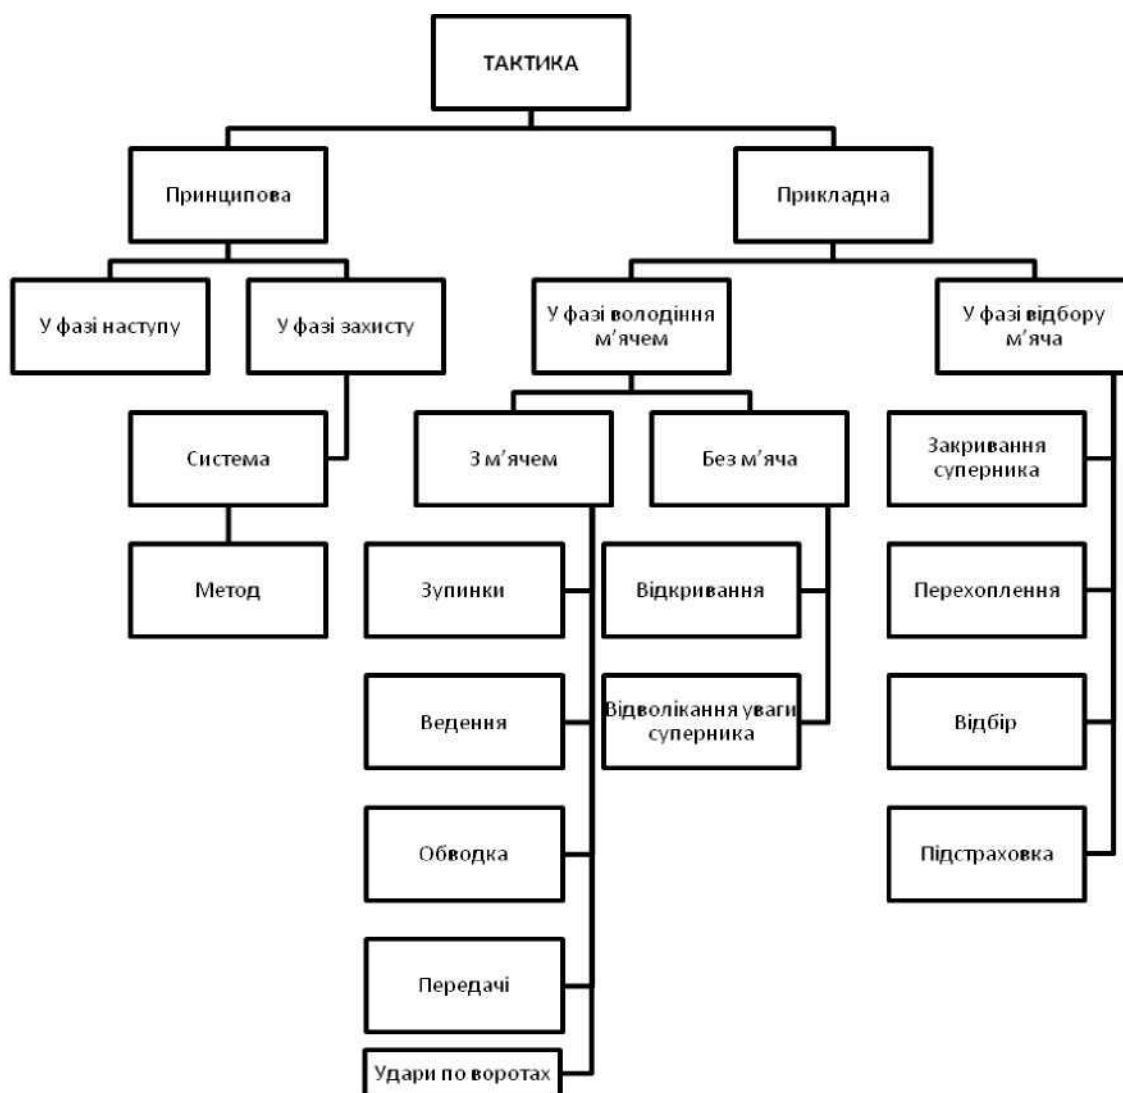 ТАКТИКА
Принципова
Прикладна
У фазі наступу
У фазі захисту
У фазі володіння
м’ячем
У фазі відбору
м’яча
Система
З м’ячем
Без м’яча
Закривання
суперника
Метод
Зупинки
Відкривання
Перехоплення
Ведення
Відволікання уваги
суперника
Відбір
Обводка
Підстраховка
Передачі
Удари по воротах